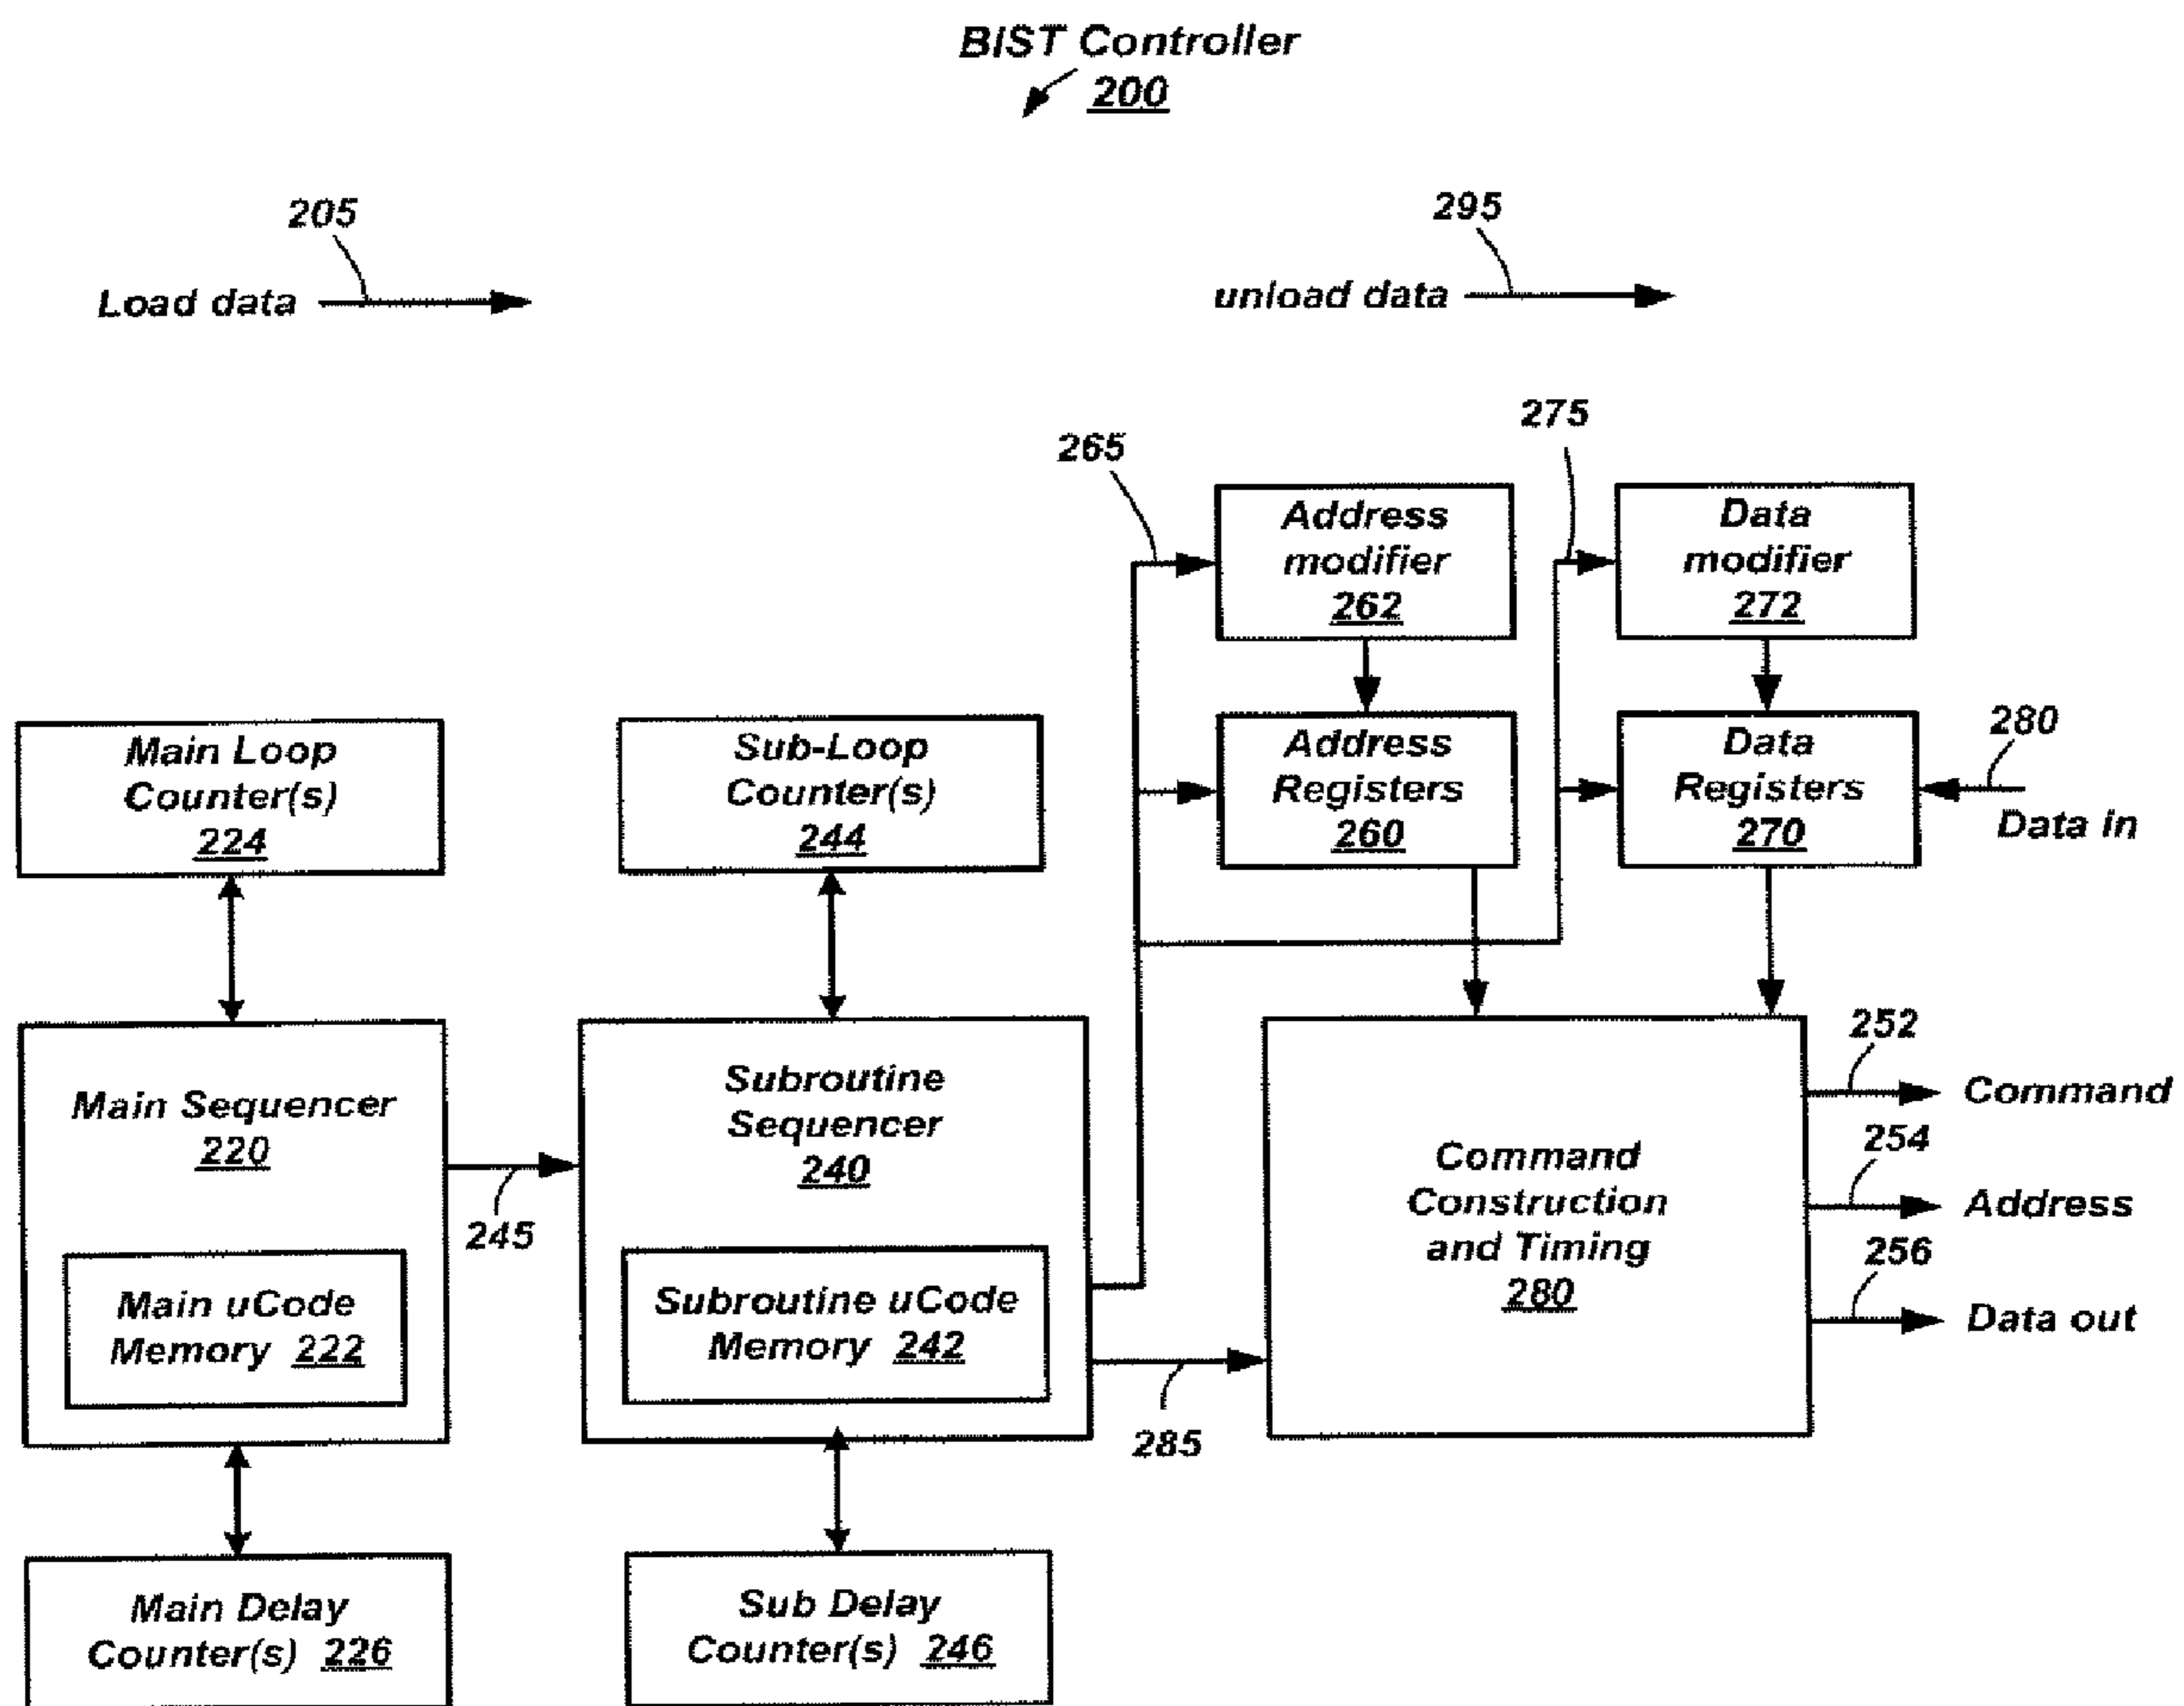 BIST Controller
200
205
Load data
295
unload data
265
275
Address
modifier
262
Data
modifier
272
Main Loop
Counter(s)
224
Sub-Loop
Counter(s)
244
Address
Registers
260
Data
Registers
270
280
Data in
Main Sequencer
220
Main uCode
Memory 222
245
Subroutine
Sequencer
240
Subroutine uCode
Memory 242
285
Command
Construction
and Timing
280
252
Command
254
Address
256
Data out
Main Delay
Counter(s) 226
Sub Delay
Counter(s) 246